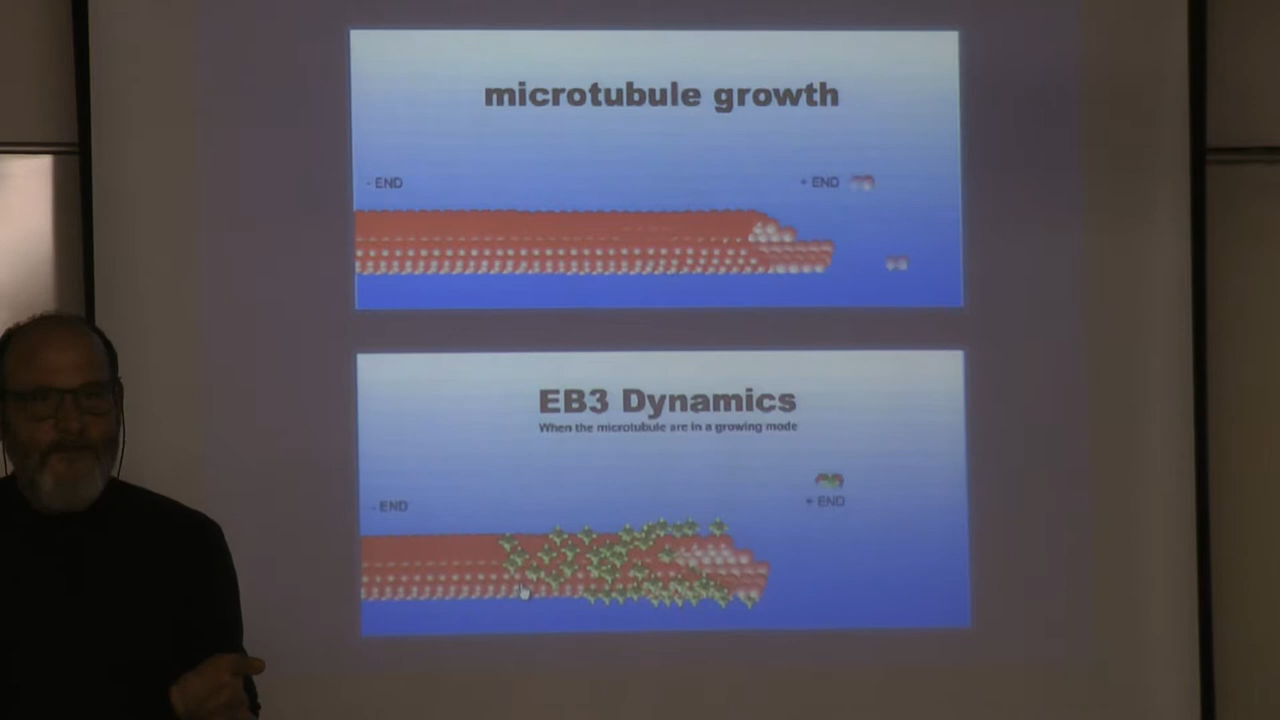 microtubule growth
- END
+ END
EB3 Dynamics
When the microtubule are in a growing mode
- END
+ END